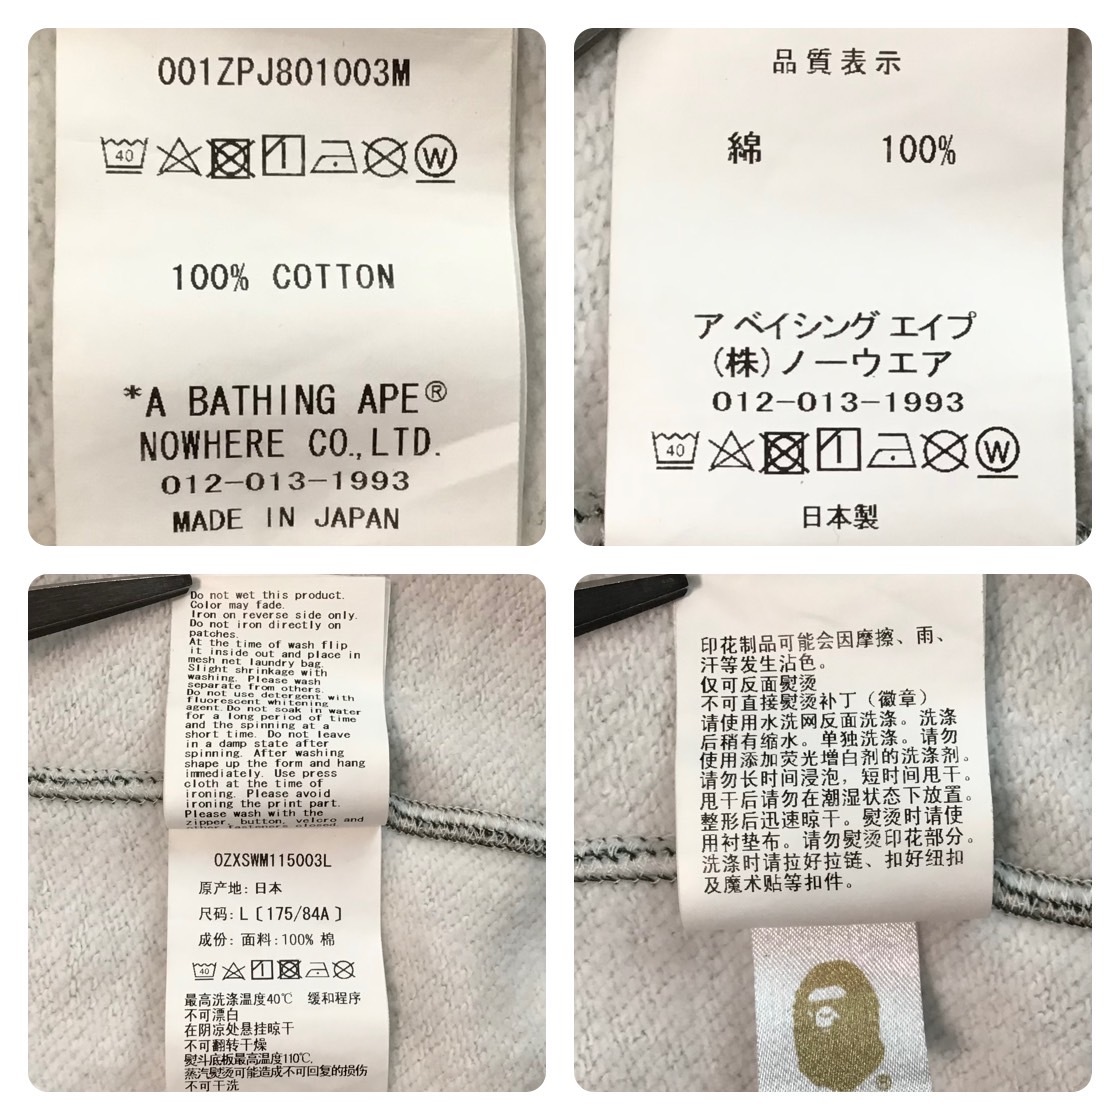 001ZPJ801003M
40 W
100% COTTON
*A BATHING APE®
NOWHERE CO.,LTD.
012-013-1993
MADE IN JAPAN
品質表示
綿 100%
ア ベイシング エイプ
(株)ノーウエア
012-013-1993
40 W
日本製
Do not wet this product.
Color may fade.
Iron on reverse side only.
Do not iron directly on
patches.
At the time of wash flip
it inside out and place in
mesh net laundry bag.
Slight shrinkage with
washing. Please wash
separate from others.
Do not use detergent with
fluorescent whitening
agent.Do not soak in water
for a long period of time
and the spinning at a
short time. Do not leave
in a damp state after
spinning. After washing
shape up the form and hang
immediately. Use press
cloth at the time of
ironing. Please avoid
ironing the print part.
Please wash with the
zipper, button, velcro and
other fasteners closed
OZXSWM115003L
原产地: 日本
尺码: L〔175/84A〕
成份: 面料:100% 棉
40
最高洗涤温度40℃ 缓和程序
不可漂白
在阴凉处悬挂晾干
不可翻转干燥
熨斗底板最高温度110℃,
蒸汽熨烫可能造成不可回复的损伤
不可干洗
印花制品可能会因摩擦、雨、
汗等发生沾色。
仅可反面熨烫
不可直接熨烫补丁（徽章）
请使用水洗网反面洗涤。洗涤
后稍有缩水。单独洗涤。请勿
使用添加荧光增白剂的洗涤剂。
请勿长时间浸泡，短时间甩干。
甩干后请勿在潮湿状态下放置。
整形后迅速晾干。熨烫时请使
用衬垫布。请勿熨烫印花部分。
洗涤时请拉好拉链、扣好纽扣
及魔术贴等扣件。
®